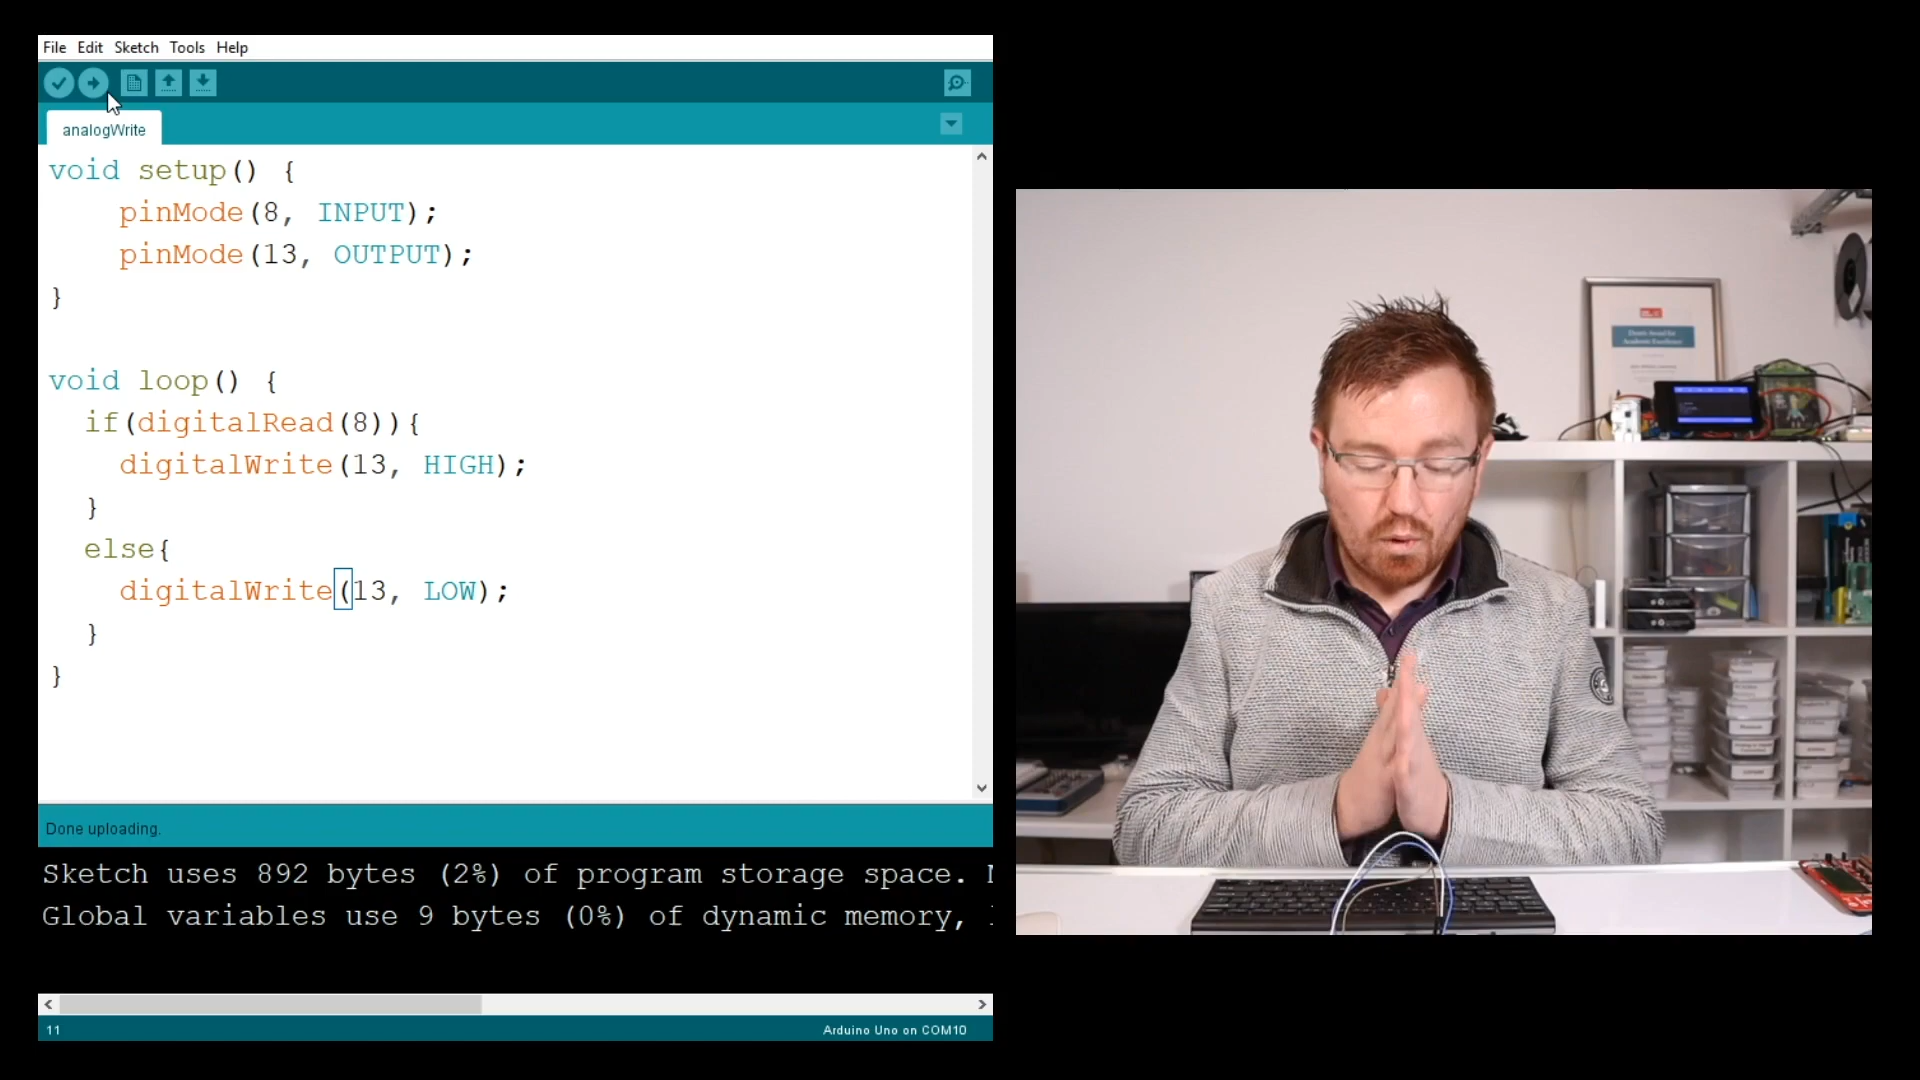 File Edit Sketch Tools Help
analogWrite
void setup() {
pinMode(8, INPUT);
pinMode(13, OUTPUT);
}
void loop() {
if(digitalRead(8)){
digitalWrite(13, HIGH);
}
else{
digitalWrite(13, LOW);
}
}
Done uploading.
Sketch uses 892 bytes (2%) of program storage space.
Global variables use 9 bytes (0%) of dynamic memory,
11
Arduino Uno on COM10
Academic Excellence